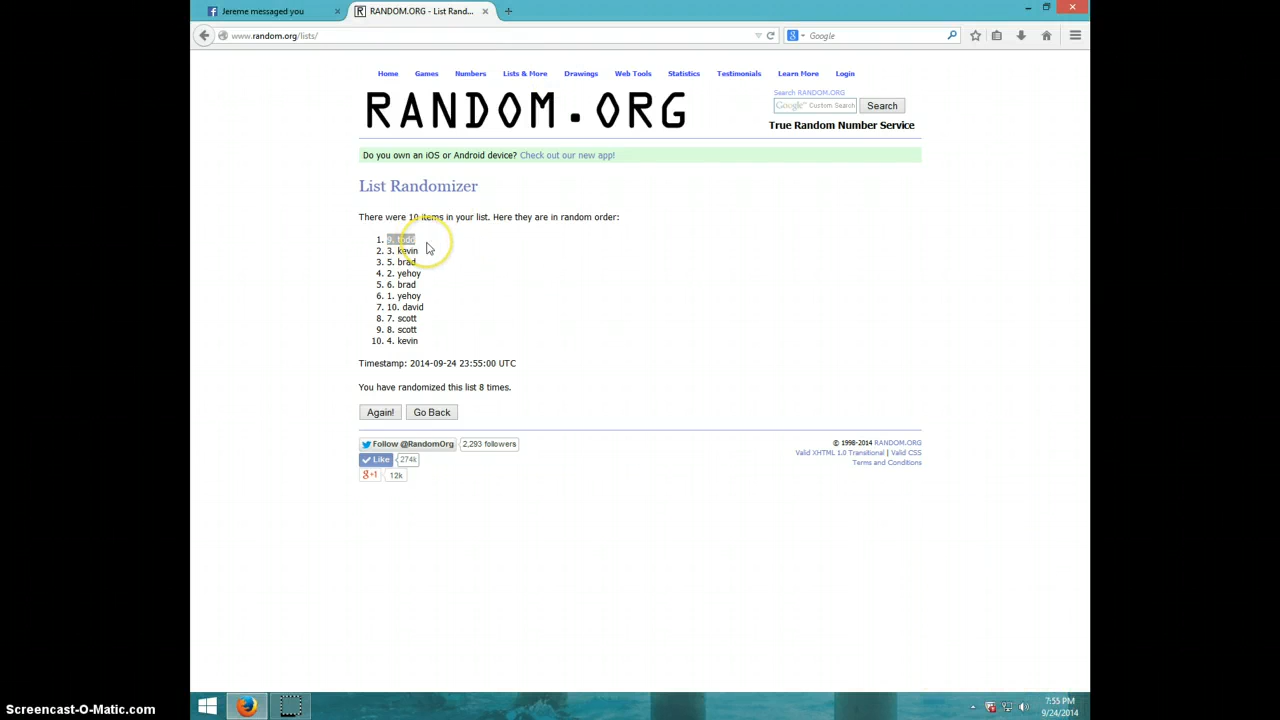 Jereme messaged you
RANDOM.ORG - List Rand...
www.random.org/lists/
Google
Home Games Numbers Lists & More Drawings Web Tools Statistics Testimonials Learn More Login
RANDOM.ORG
Search RANDOM.ORG
Google™ Custom Search
Search
True Random Number Service
Do you own an iOS or Android device? Check out our new app!
List Randomizer
There were 10 items in your list. Here they are in random order:
1. 9. todd
2. 3. kevin
3. 5. brad
4. 2. yehoy
5. 6. brad
6. 1. yehoy
7. 10. david
8. 7. scott
9. 8. scott
10. 4. kevin
Timestamp: 2014-09-24 23:55:00 UTC
You have randomized this list 8 times.
Again! Go Back
Follow @RandomOrg 2,293 followers
Like 274k
+1 12k
© 1998-2014 RANDOM.ORG
Valid XHTML 1.0 Transitional | Valid CSS
Terms and Conditions
Screencast-O-Matic.com
7:55 PM
9/24/2014